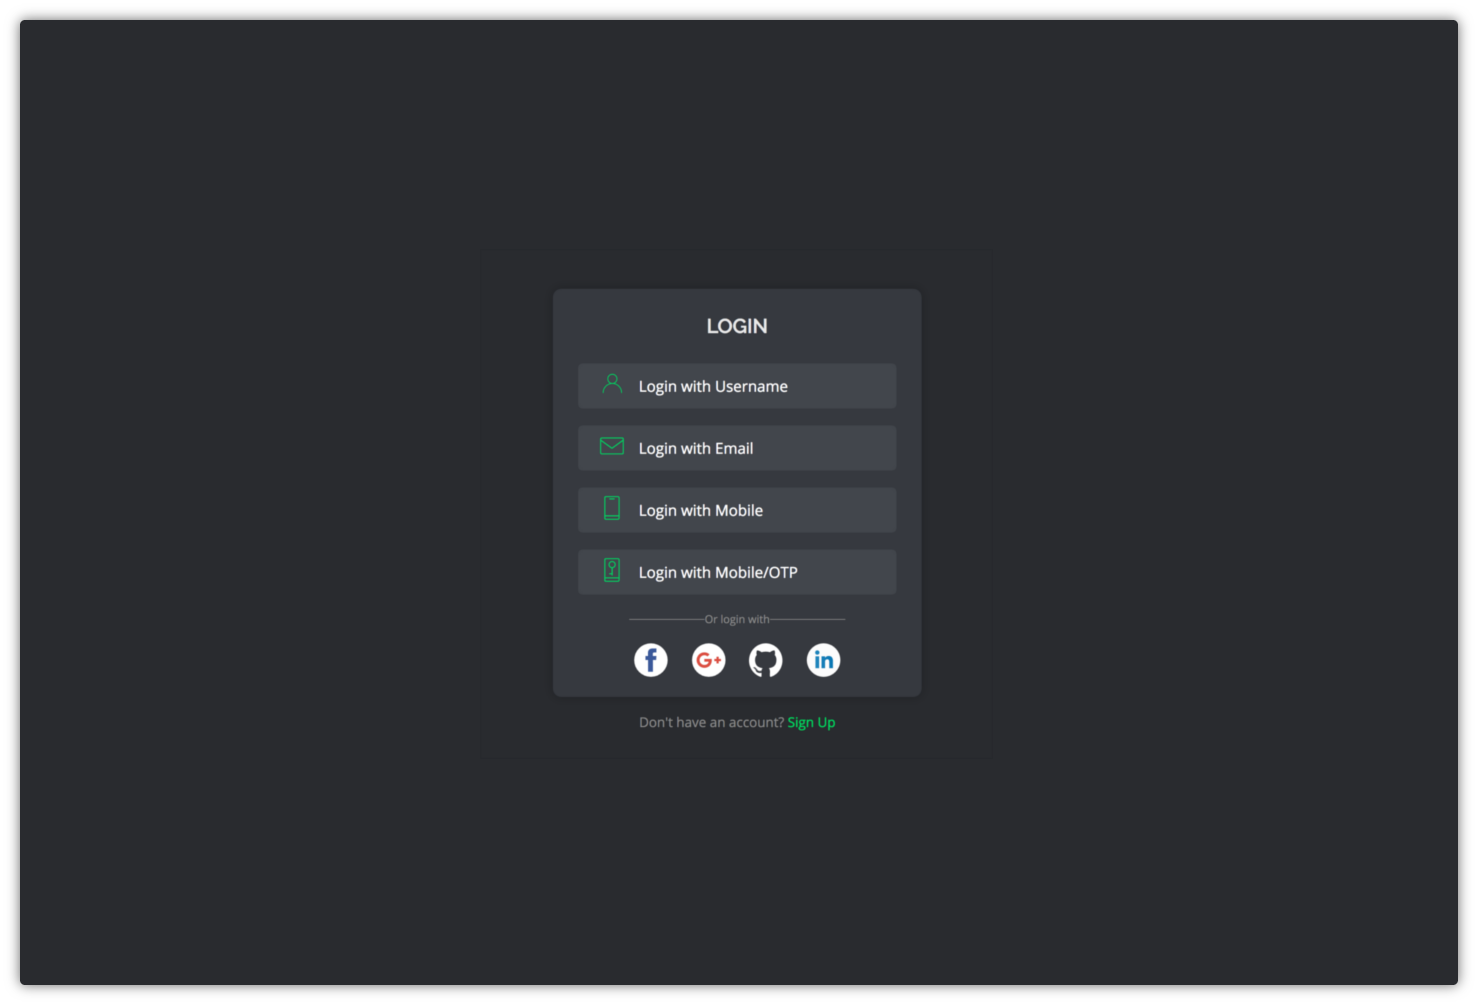 LOGIN
Login with Username
Login with Email
Login with Mobile
Login with Mobile/OTP
Or login with
f G+ in
Don't have an account? Sign Up